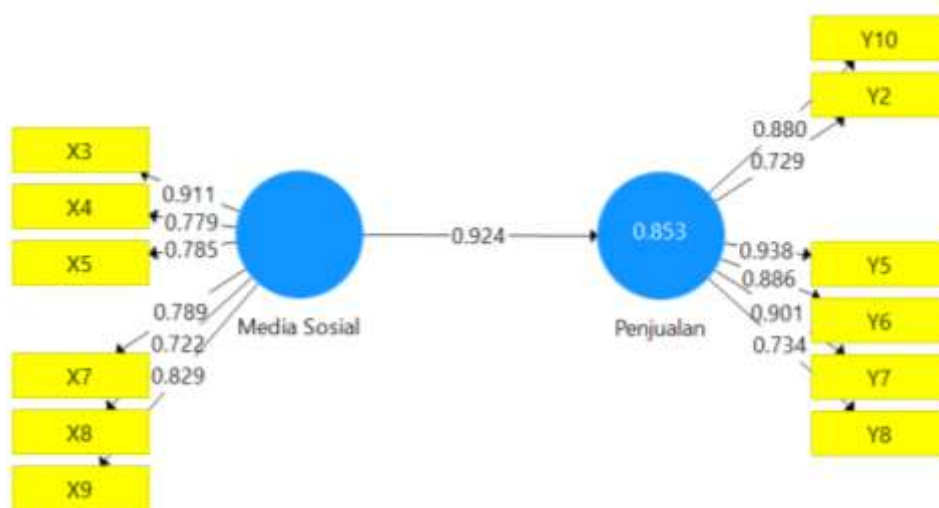 X3
X4
X5
X7
X8
X9
0.911
0.779
0.785
0.789
0.722
0.829
Media Sosial
0.924
0.853
Penjualan
0.880
0.729
0.938
0.886
0.901
0.734
Y10
Y2
Y5
Y6
Y7
Y8